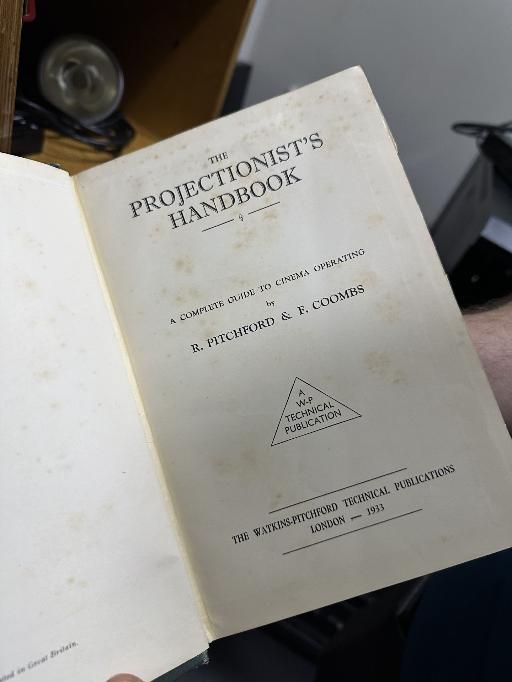 THE
PROJECTIONIST'S
HANDBOOK
A COMPLETE GUIDE TO CINEMA OPERATING
by
R. PITCHFORD & F. COOMBS
A
W-P
TECHNICAL
PUBLICATION
THE WATKINS-PITCHFORD TECHNICAL PUBLICATIONS
LONDON — 1933
in Great Britain.